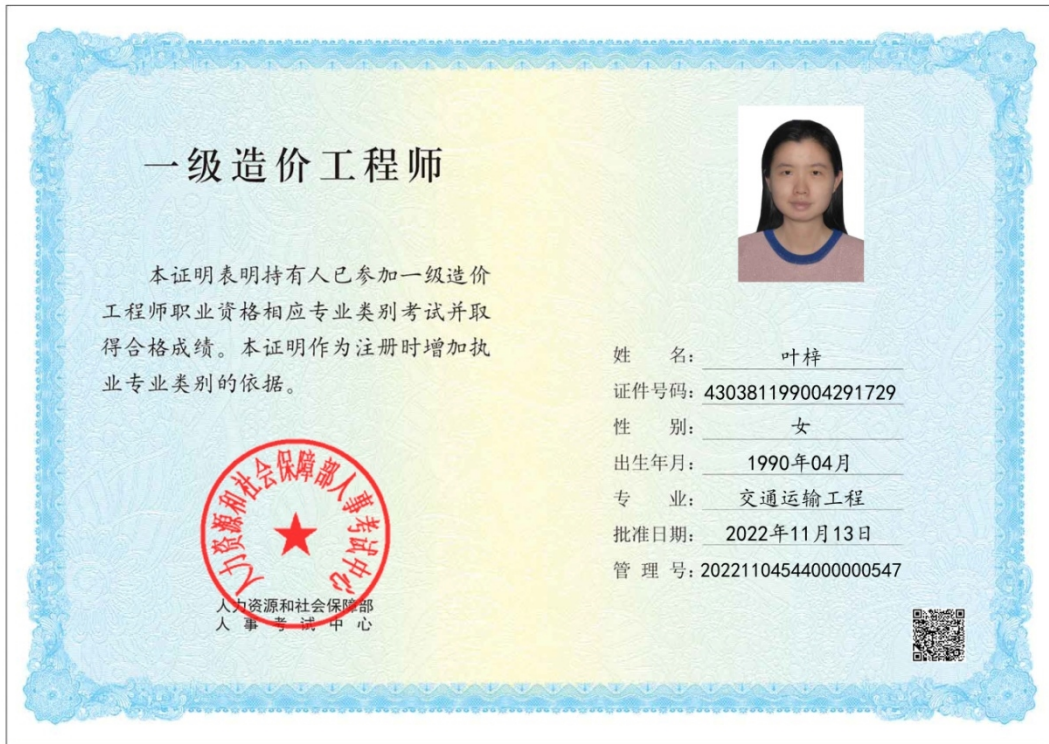 一级造价工程师
本证明表明持有人已参加一级造价
工程师职业资格相应专业类别考试并取
得合格成绩。本证明作为注册时增加执
业专业类别的依据。
人力资源和社会保障部人事考试中心
人力资源和社会保障部
人事考试中心
姓 名: 叶梓
证件号码: 430381199004291729
性 别: 女
出生年月: 1990年04月
专 业: 交通运输工程
批准日期: 2022年11月13日
管 理 号: 20221104544000000547